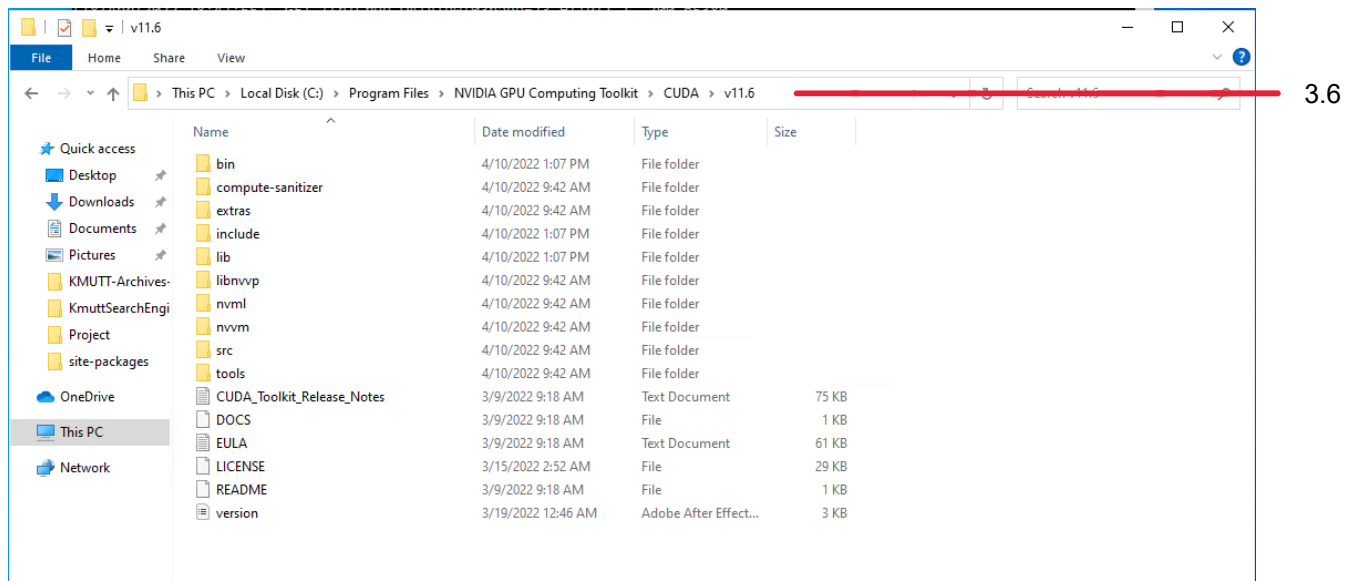 v11.6
File Home Share View
This PC > Local Disk (C:) > Program Files > NVIDIA GPU Computing Toolkit > CUDA > v11.6 Search v11.6 3.6
Name Date modified Type Size
Quick access
Desktop
Downloads
Documents
Pictures
KMUTT-Archives-
KmuttSearchEngi
Project
site-packages
OneDrive
This PC
Network
bin 4/10/2022 1:07 PM File folder
compute-sanitizer 4/10/2022 9:42 AM File folder
extras 4/10/2022 9:42 AM File folder
include 4/10/2022 1:07 PM File folder
lib 4/10/2022 1:07 PM File folder
libnvvp 4/10/2022 9:42 AM File folder
nvml 4/10/2022 9:42 AM File folder
nvvm 4/10/2022 9:42 AM File folder
src 4/10/2022 9:42 AM File folder
tools 4/10/2022 9:42 AM File folder
CUDA_Toolkit_Release_Notes 3/9/2022 9:18 AM Text Document 75 KB
DOCS 3/9/2022 9:18 AM File 1 KB
EULA 3/9/2022 9:18 AM Text Document 61 KB
LICENSE 3/15/2022 2:52 AM File 29 KB
README 3/9/2022 9:18 AM File 1 KB
version 3/19/2022 12:46 AM Adobe After Effect... 3 KB